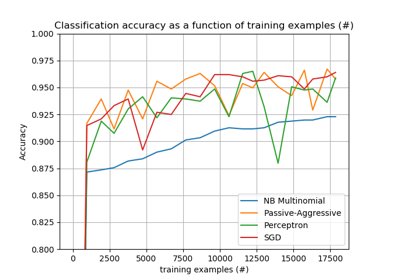 Classification accuracy as a function of training examples (#)
1.000
0.975
0.950
0.925
0.900
0.875
0.850
0.825
0.800
Accuracy
NB Multinomial
Passive-Aggressive
Perceptron
SGD
0 2500 5000 7500 10000 12500 15000 17500
training examples (#)